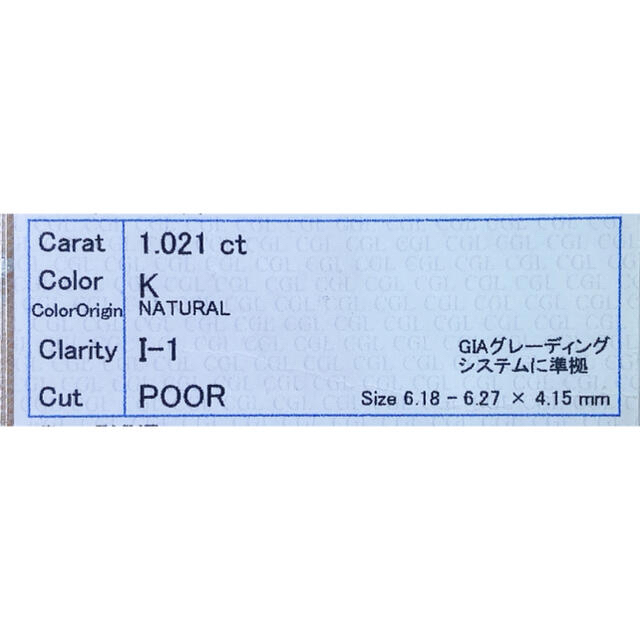 Carat 1.021 ct
Color K
ColorOrigin NATURAL
Clarity I-1 GIAグレーディング
システムに準拠
Cut POOR Size 6.18 - 6.27 × 4.15 mm